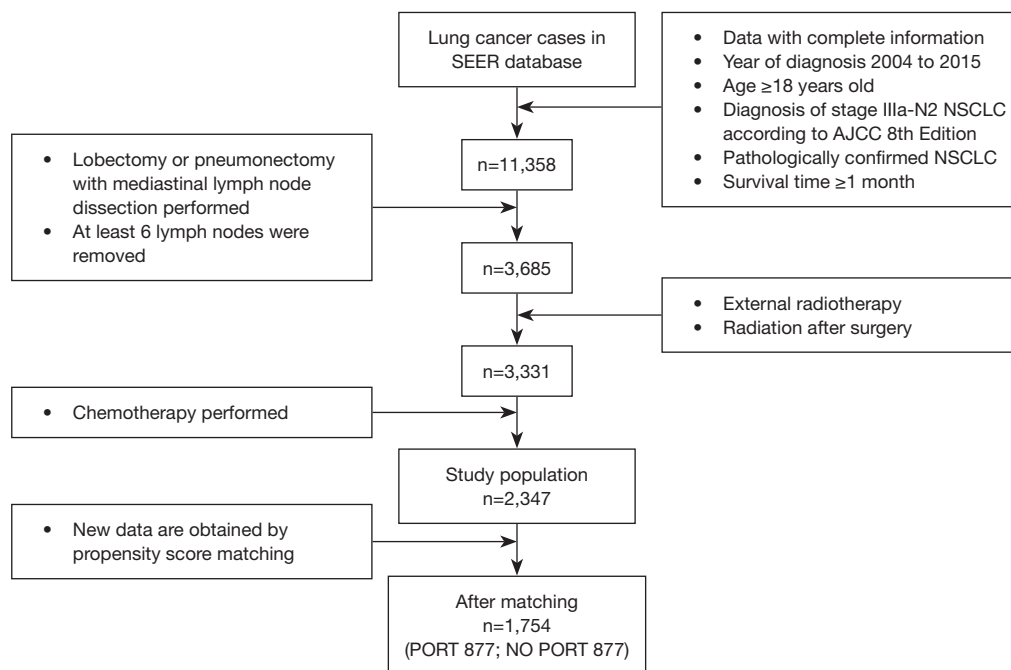 Lung cancer cases in
SEER database
• Data with complete information
• Year of diagnosis 2004 to 2015
• Age ≥18 years old
• Diagnosis of stage IIIa-N2 NSCLC
according to AJCC 8th Edition
• Pathologically confirmed NSCLC
• Survival time ≥1 month
n=11,358
• Lobectomy or pneumonectomy
with mediastinal lymph node
dissection performed
• At least 6 lymph nodes were
removed
n=3,685
• External radiotherapy
• Radiation after surgery
n=3,331
• Chemotherapy performed
Study population
n=2,347
• New data are obtained by
propensity score matching
After matching
n=1,754
(PORT 877; NO PORT 877)